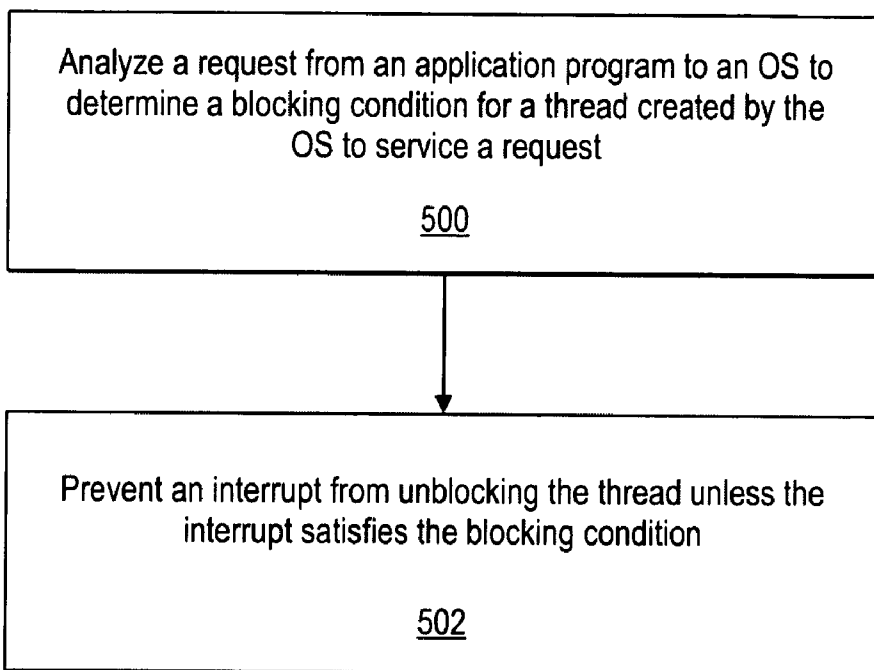 Analyze a request from an application program to an OS to
determine a blocking condition for a thread created by the
OS to service a request
500
Prevent an interrupt from unblocking the thread unless the
interrupt satisfies the blocking condition
502